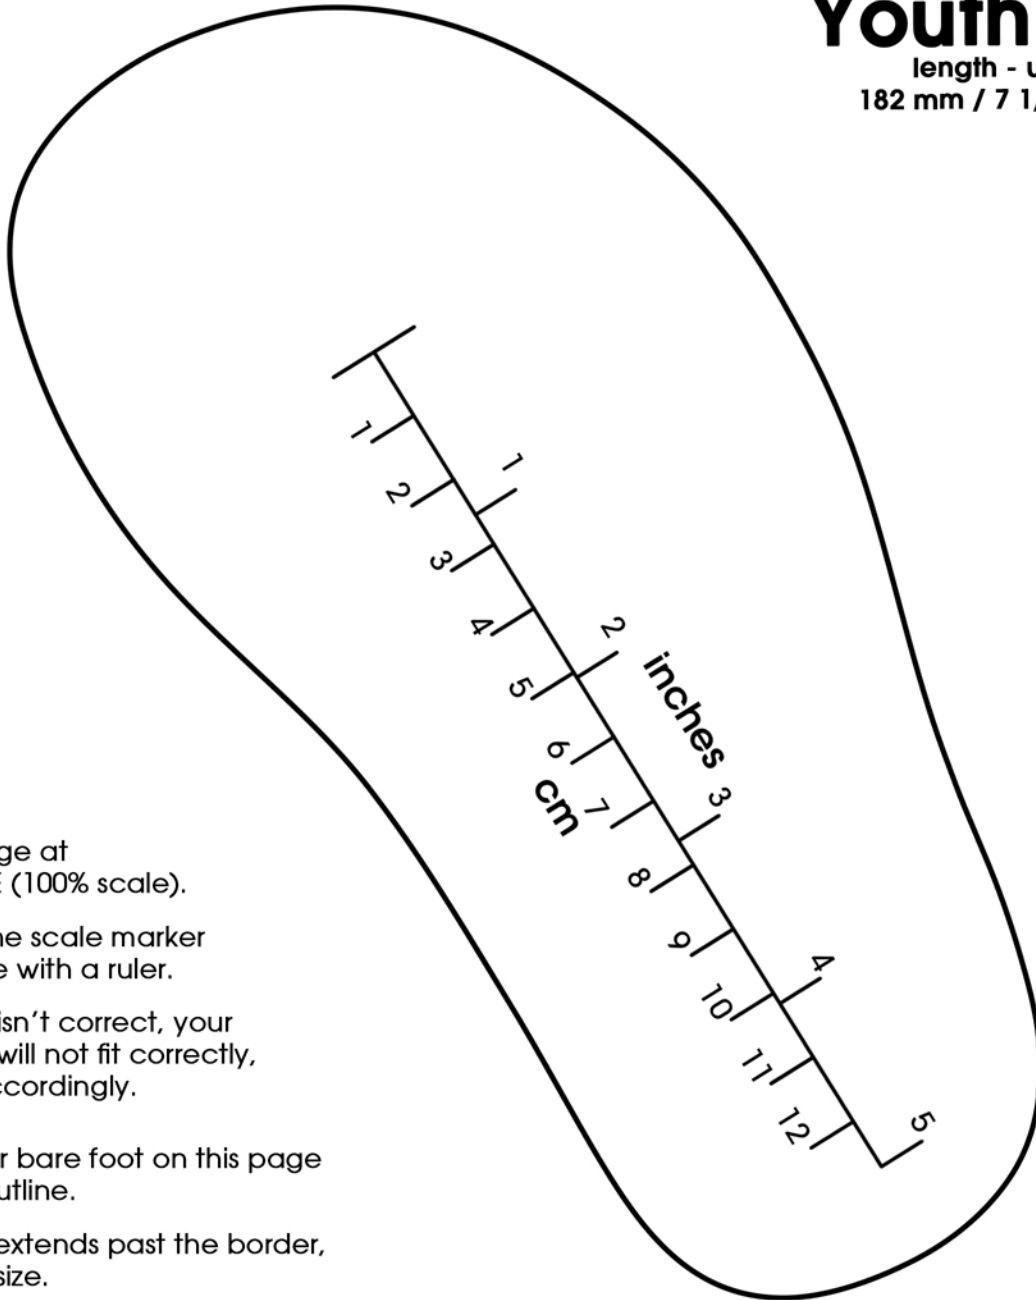 Youth
length - u
182 mm / 7 1/
1
2
3
4
5
6
7
8
9
10
11
12
cm
1
2
3
4
5
inches
ge at
E (100% scale).
ne scale marker
e with a ruler.
isn't correct, your
will not fit correctly,
ccordingly.
r bare foot on this page
utline.
extends past the border,
size.